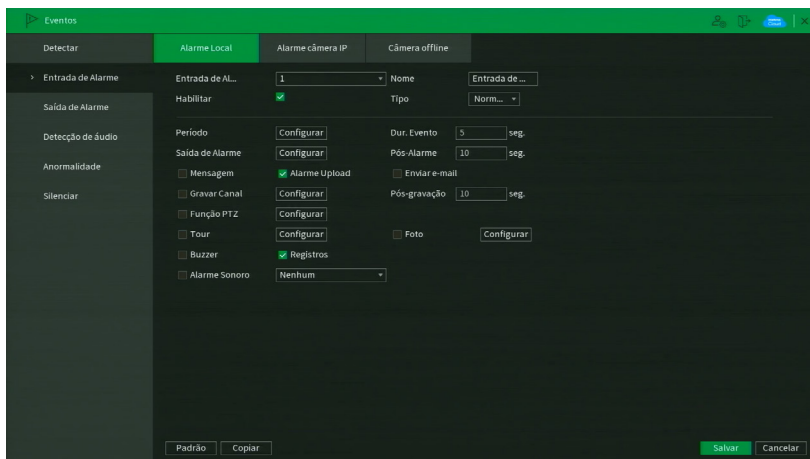 Eventos
Detectar
Entrada de Alarme
Saída de Alarme
Detecção de áudio
Anormalidade
Silenciar
Alarme Local Alarme câmera IP Câmera offline
Entrada de Al... 1 Nome Entrada de ...
Habilitar Tipo Norm...
Período Configurar Dur. Evento 5 seg.
Saída de Alarme Configurar Pós-Alarme 10 seg.
Mensagem Alarme Upload Enviar e-mail
Gravar Canal Configurar Pós-gravação 10 seg.
Função PTZ Configurar
Tour Configurar Foto Configurar
Buzzer Registros
Alarme Sonoro Nenhum
Padrão Copiar Salvar Cancelar